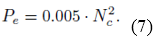 P_e = 0.005 · N_c^2. (7)